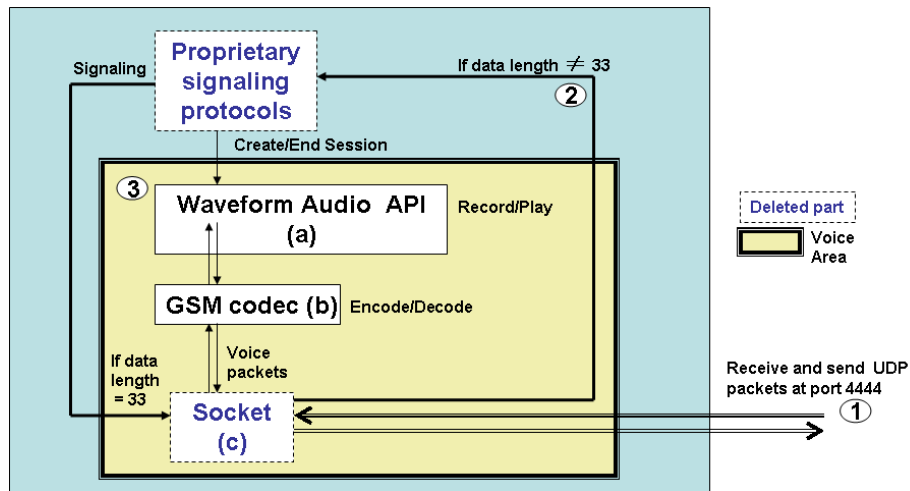 Proprietary
signaling
protocols
Signaling
If data length ≠ 33
2
Create/End Session
3
Waveform Audio API
(a)
Record/Play
GSM codec (b)
Encode/Decode
If data
length
= 33
Voice
packets
Socket
(c)
Deleted part
Voice
Area
Receive and send UDP
packets at port 4444
1